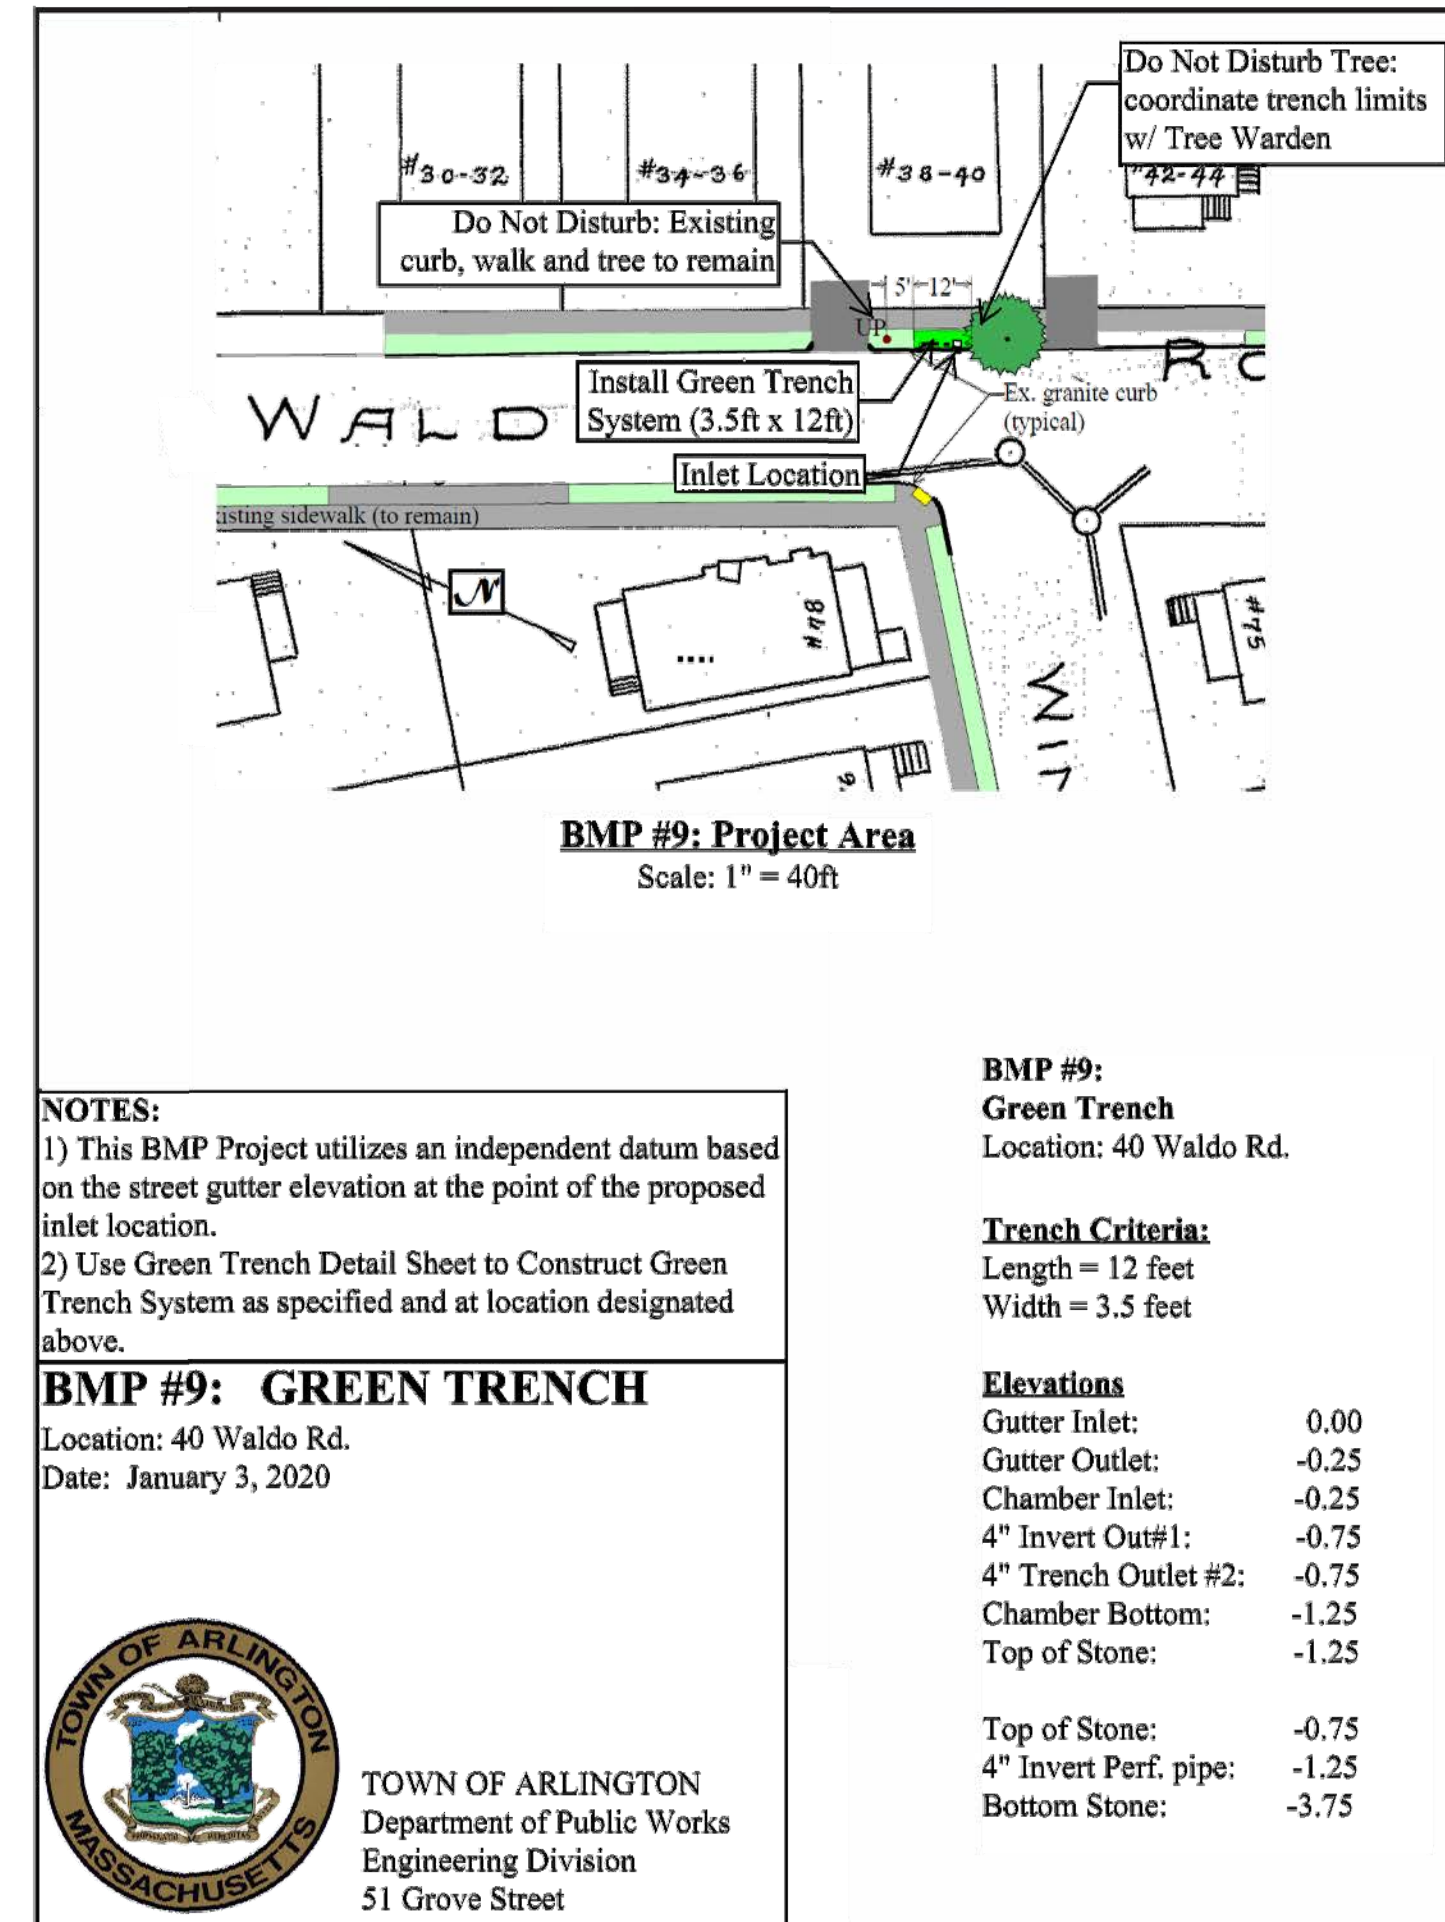 Do Not Disturb Tree:
coordinate trench limits
w/ Tree Warden
#30-32
#34-36
#38-40
42-44
Do Not Disturb: Existing
curb, walk and tree to remain
5'
12'
UP
Install Green Trench
System (3.5ft x 12ft)
Ex. granite curb
(typical)
WALD
RO
Inlet Location
isting sidewalk (to remain)
N
#75
BMP #9: Project Area
Scale: 1" = 40ft
NOTES:
1) This BMP Project utilizes an independent datum based
on the street gutter elevation at the point of the proposed
inlet location.
2) Use Green Trench Detail Sheet to Construct Green
Trench System as specified and at location designated
above.
BMP #9: GREEN TRENCH
Location: 40 Waldo Rd.
Date: January 3, 2020
TOWN OF ARLINGTON
MASSACHUSETTS
TOWN OF ARLINGTON
Department of Public Works
Engineering Division
51 Grove Street
BMP #9:
Green Trench
Location: 40 Waldo Rd.
Trench Criteria:
Length = 12 feet
Width = 3.5 feet
Elevations
Gutter Inlet: 0.00
Gutter Outlet: -0.25
Chamber Inlet: -0.25
4" Invert Out#1: -0.75
4" Trench Outlet #2: -0.75
Chamber Bottom: -1.25
Top of Stone: -1.25
Top of Stone: -0.75
4" Invert Perf. pipe: -1.25
Bottom Stone: -3.75